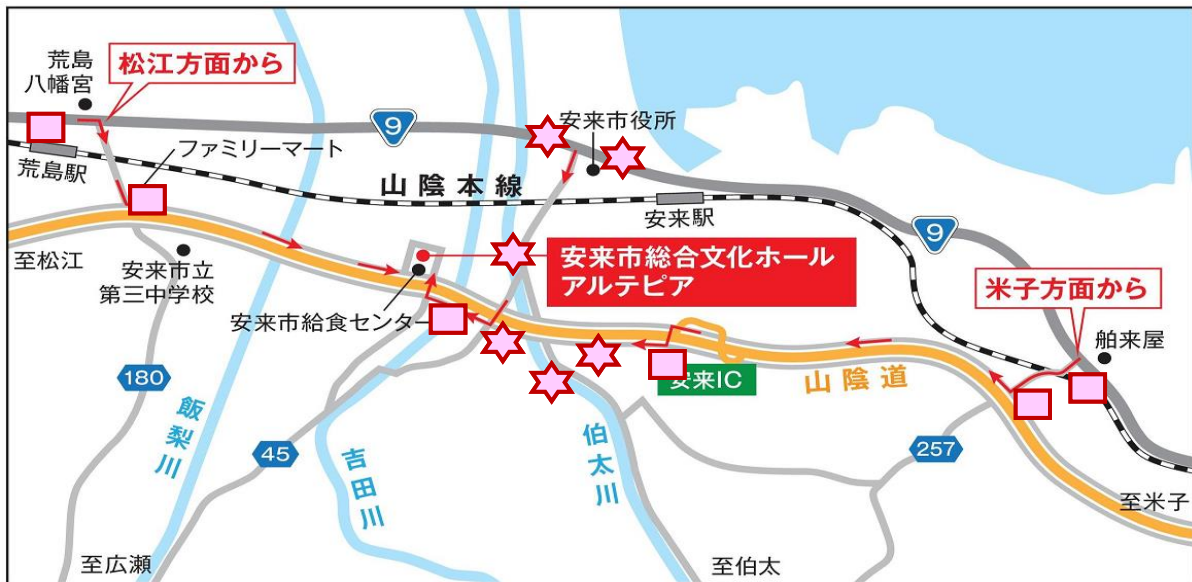 荒島
八幡宮
松江方面から
9
安来市役所
ファミリーマート
荒島駅
山陰本線
安来駅
9
至松江
安来市立
第三中学校
安来市総合文化ホール
アルテピア
米子方面から
安来市給食センター
舶来屋
安来IC
山陰道
180
飯梨川
45
吉田川
伯太川
257
至米子
至広瀬
至伯太